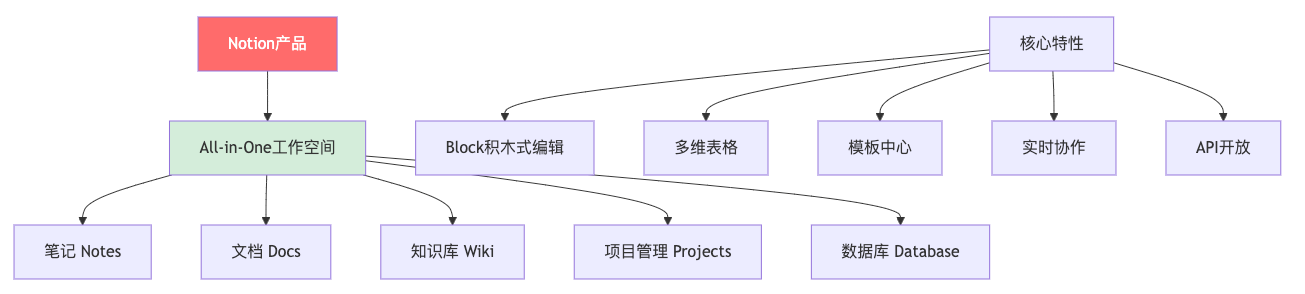 Notion产品
核心特性
All-in-One工作空间
Block积木式编辑
多维表格
模板中心
实时协作
API开放
笔记 Notes
文档 Docs
知识库 Wiki
项目管理 Projects
数据库 Database